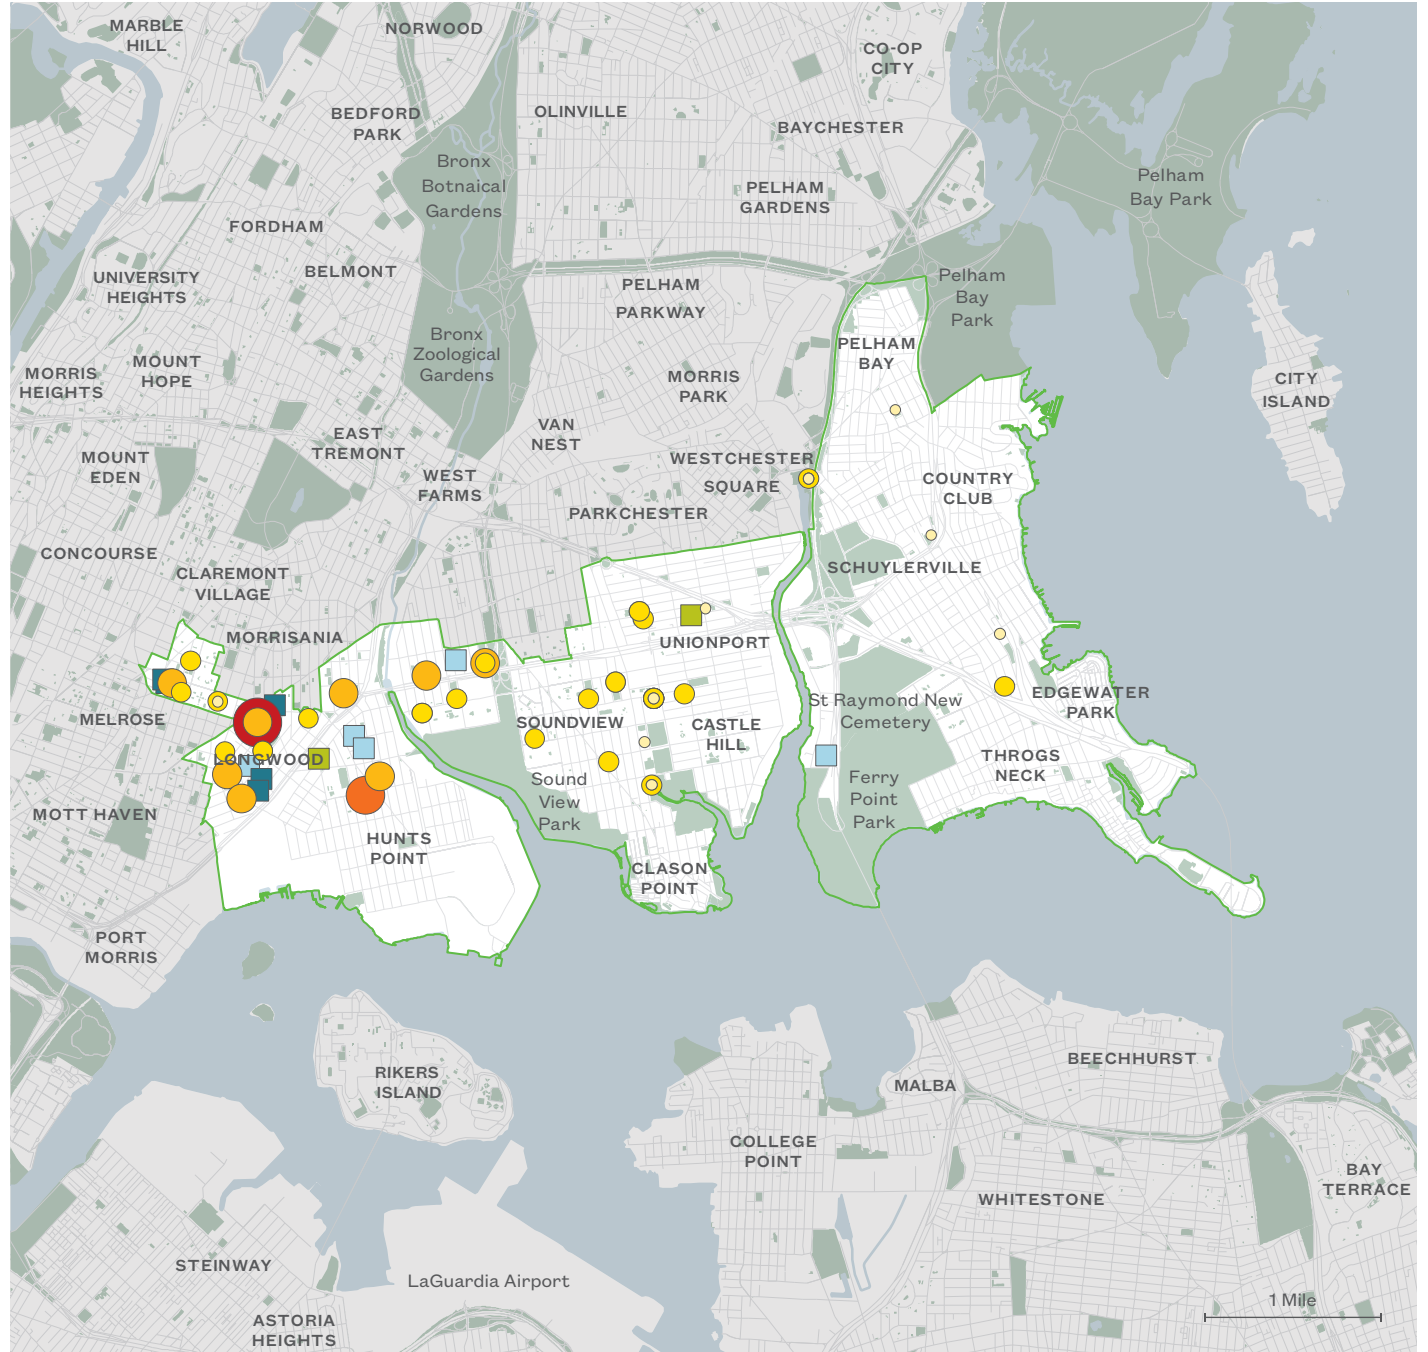 MARBLE
HILL
NORWOOD
CO-OP
CITY
BEDFORD
PARK
OLINVILLE
BAYCHESTER
Bronx
Botnaical
Gardens
PELHAM
GARDENS
Pelham
Bay Park
FORDHAM
UNIVERSITY
HEIGHTS
BELMONT
PELHAM
PARKWAY
Pelham
Bay
Park
Bronx
Zoological
Gardens
PELHAM
BAY
MORRIS
HEIGHTS
MOUNT
HOPE
MORRIS
PARK
CITY
ISLAND
VAN
NEST
EAST
TREMONT
MOUNT
EDEN
WEST
FARMS
WESTCHESTER
SQUARE
COUNTRY
CLUB
PARKCHESTER
CONCOURSE
CLAREMONT
VILLAGE
SCHUYLERVILLE
MORRISANIA
UNIONPORT
MELROSE
SOUNDVIEW
CASTLE
HILL
St Raymond New
Cemetery
EDGEWATER
PARK
LONGWOOD
THROGS
NECK
Sound
View
Park
Ferry
Point
Park
MOTT HAVEN
HUNTS
POINT
CLASON
POINT
PORT
MORRIS
RIKERS
ISLAND
MALBA
BEECHHURST
COLLEGE
POINT
WHITESTONE
BAY
TERRACE
STEINWAY
LaGuardia Airport
ASTORIA
HEIGHTS
1 Mile